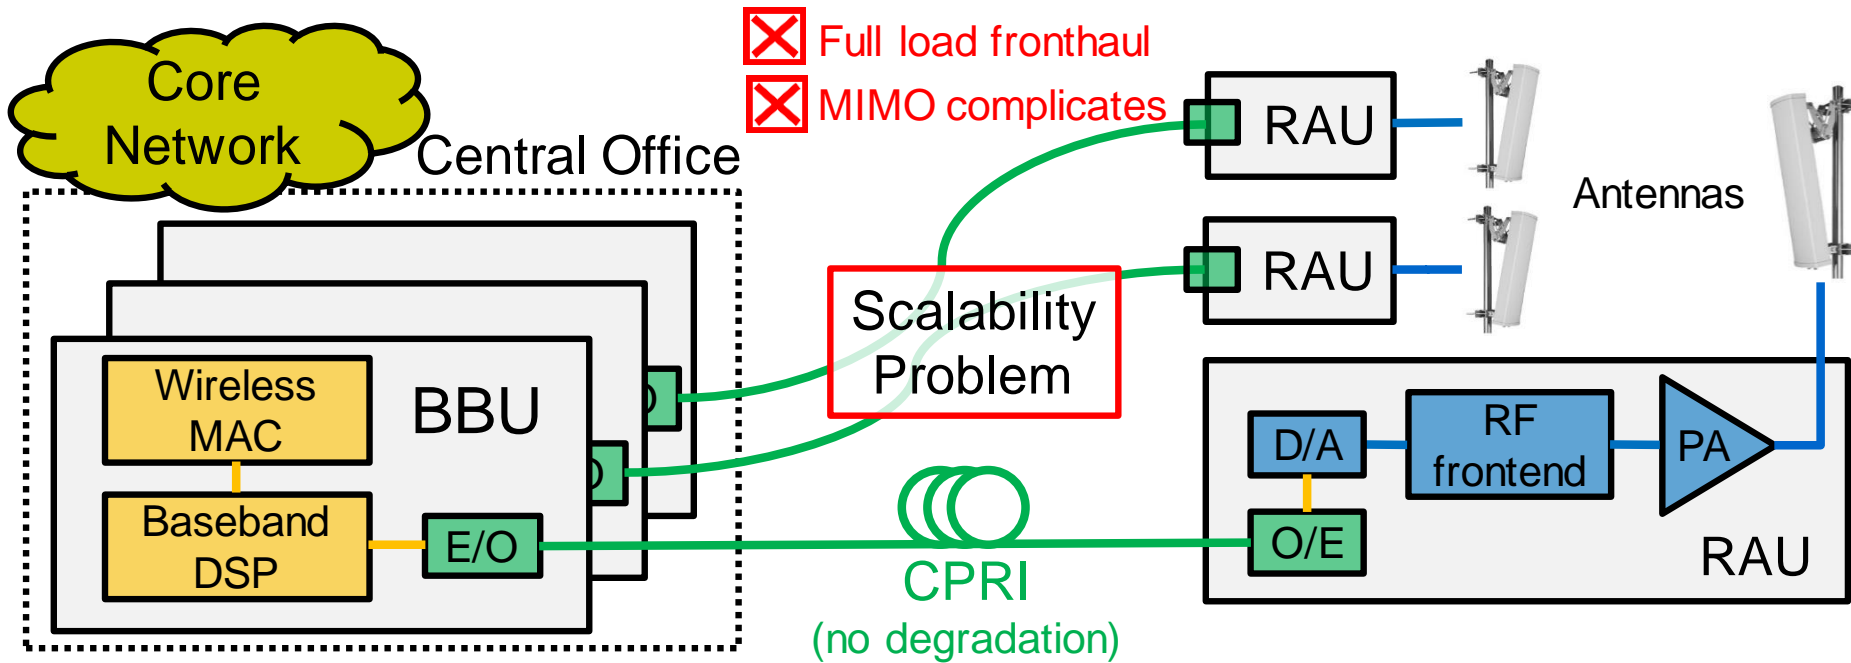 Core
Network
Central Office
Full load fronthaul
MIMO complicates
RAU
RAU
Antennas
Scalability
Problem
Wireless
MAC
BBU
Baseband
DSP
E/O
CPRI
(no degradation)
D/A
RF
frontend
PA
O/E
RAU